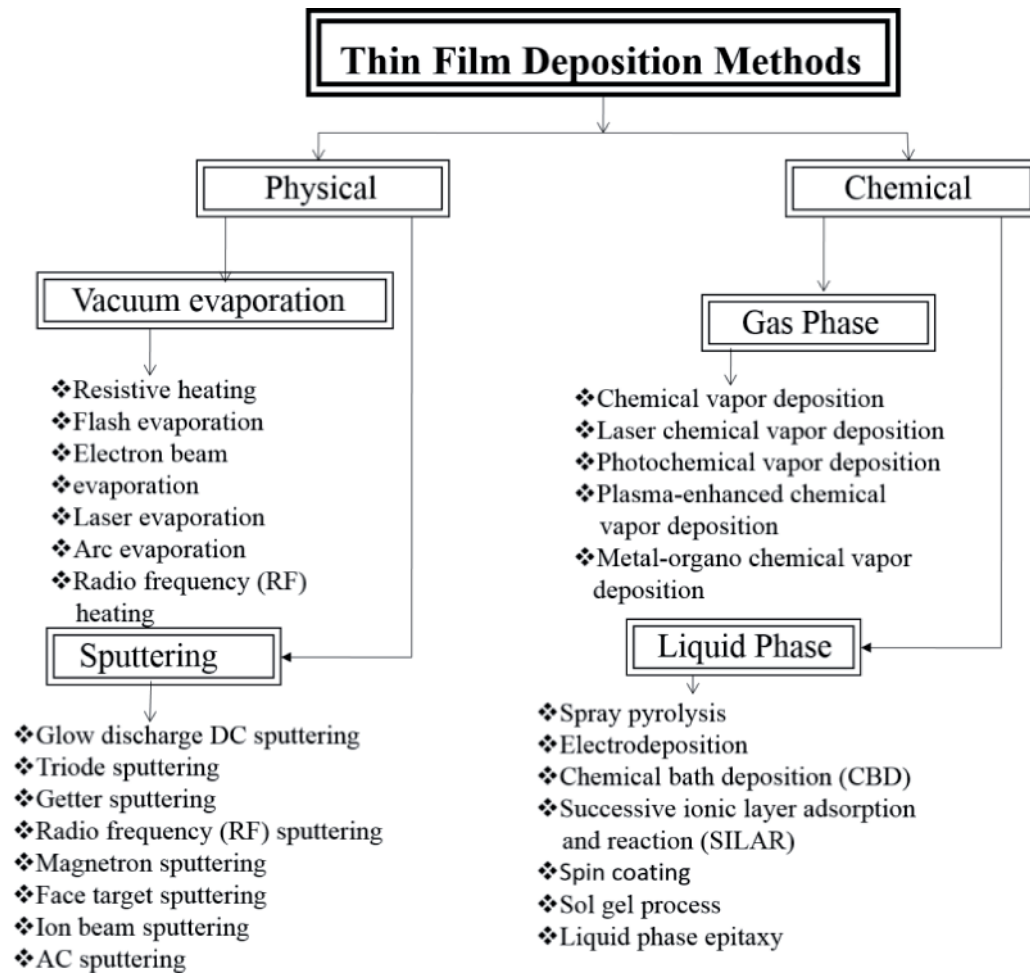 Thin Film Deposition Methods
Physical
Vacuum evaporation
❖Resistive heating
❖Flash evaporation
❖Electron beam
❖evaporation
❖Laser evaporation
❖Arc evaporation
❖Radio frequency (RF)
heating
Sputtering
❖Glow discharge DC sputtering
❖Triode sputtering
❖Getter sputtering
❖Radio frequency (RF) sputtering
❖Magnetron sputtering
❖Face target sputtering
❖Ion beam sputtering
❖AC sputtering
Chemical
Gas Phase
❖Chemical vapor deposition
❖Laser chemical vapor deposition
❖Photochemical vapor deposition
❖Plasma-enhanced chemical
vapor deposition
❖Metal-organo chemical vapor
deposition
Liquid Phase
❖Spray pyrolysis
❖Electrodeposition
❖Chemical bath deposition (CBD)
❖Successive ionic layer adsorption
and reaction (SILAR)
❖Spin coating
❖Sol gel process
❖Liquid phase epitaxy